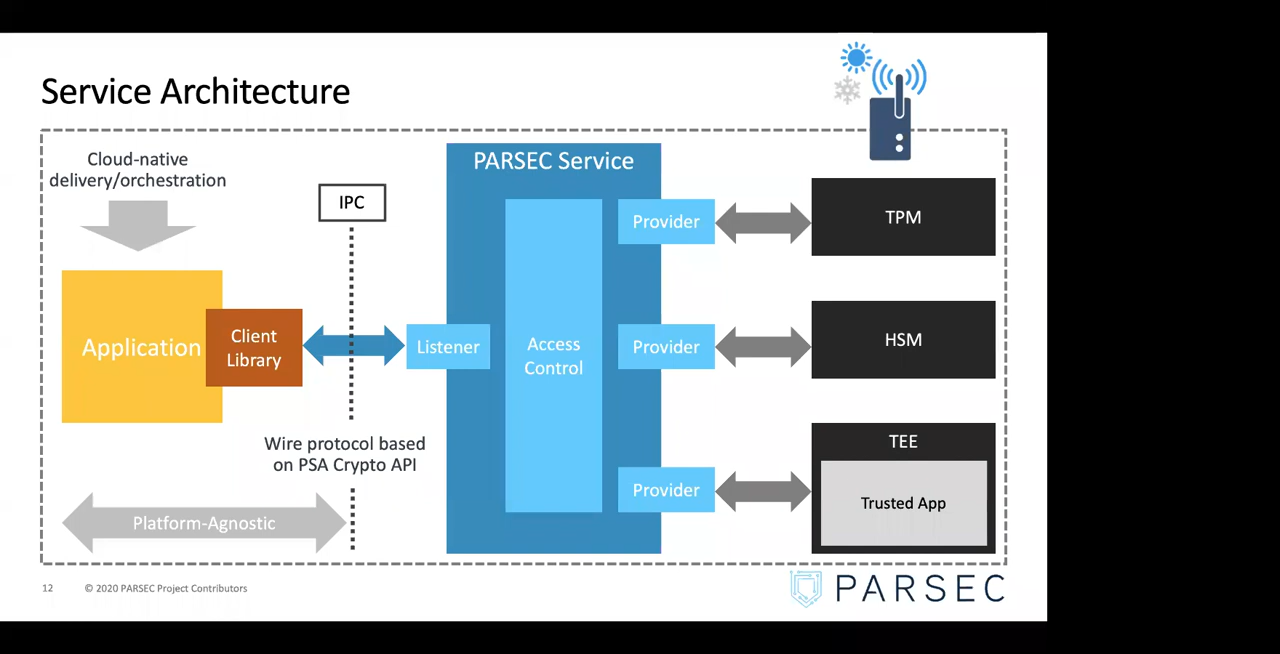 Service Architecture
Cloud-native
delivery/orchestration
IPC
PARSEC Service
Provider
TPM
Application
Client
Library
Listener
Access
Control
Provider
HSM
Wire protocol based
on PSA Crypto API
Provider
TEE
Trusted App
Platform-Agnostic
12
© 2020 PARSEC Project Contributors
PARSEC